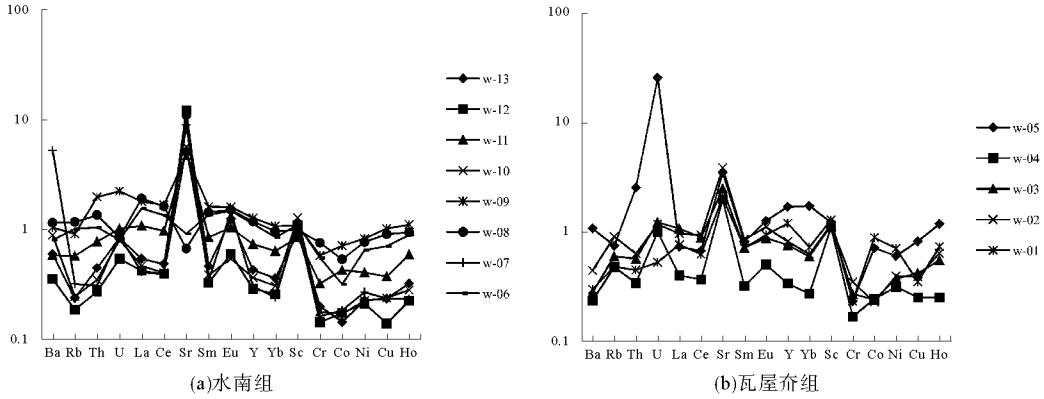 100
10
1
0.1
Ba Rb Th U La Ce Sr Sm Eu Y Yb Sc Cr Co Ni Cu Ho
w-13
w-12
w-11
w-10
w-09
w-08
w-07
w-06
(a)水南组
100
10
1
0.1
Ba Rb Th U La Ce Sr Sm Eu Y Yb Sc Cr Co Ni Cu Ho
w-05
w-04
w-03
w-02
w-01
(b)瓦屋夼组